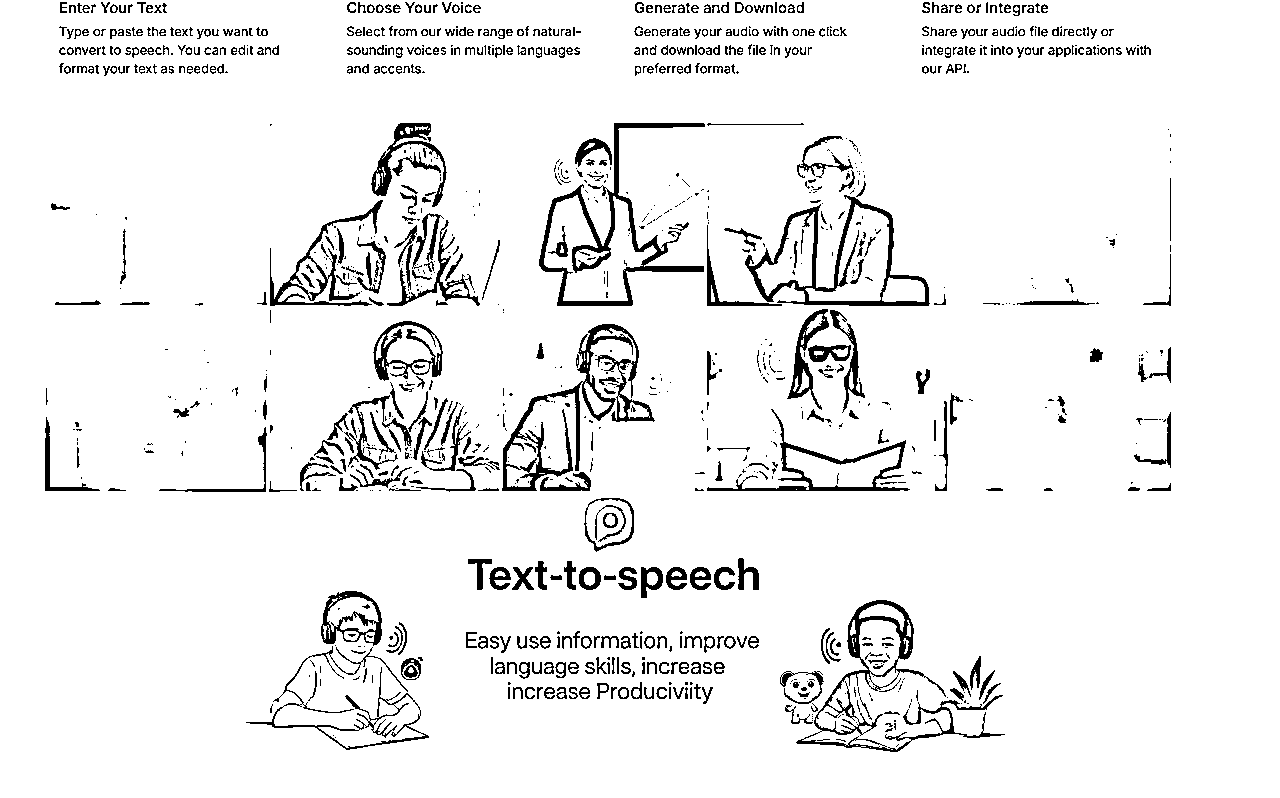 Enter Your Text
Type or paste the text you want to
convert to speech. You can edit and
format your text as needed.
Choose Your Voice
Select from our wide range of natural-
sounding voices in multiple languages
and accents.
Generate and Download
Generate your audio with one click
and download the file in your
preferred format.
Share or Integrate
Share your audio file directly or
integrate it into your applications with
our API.
Text-to-speech
Easy use information, improve
language skills, increase
increase Produciviity